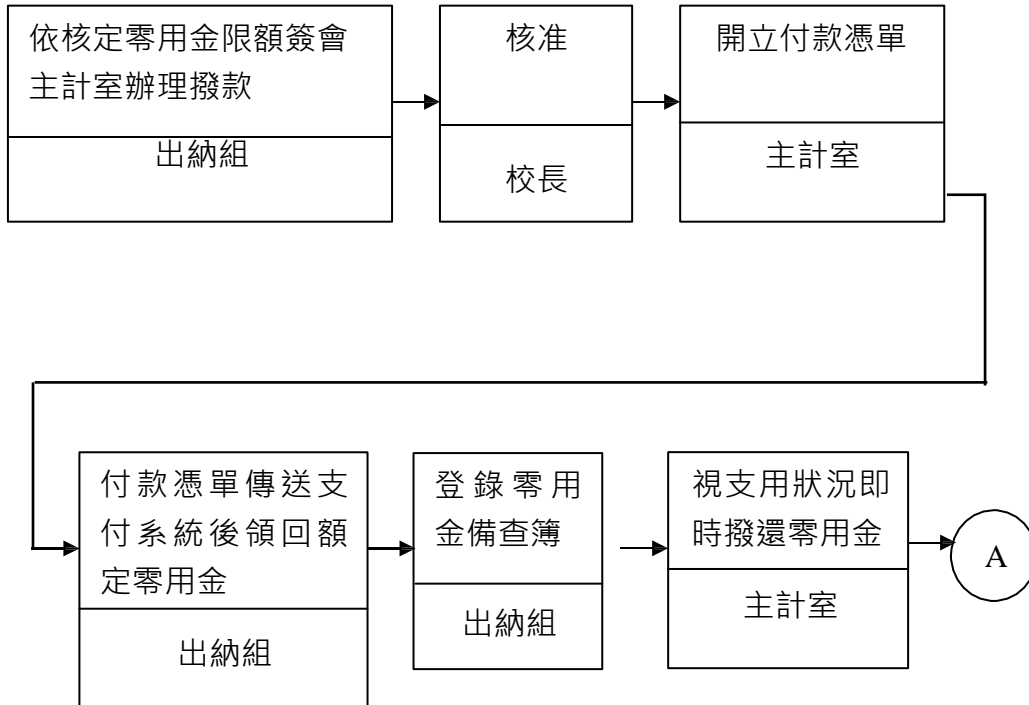 依核定零用金限額簽會
主計室辦理撥款
出納組
核准
校長
開立付款憑單
主計室
付款憑單傳送支
付系統後領回額
定零用金
出納組
登錄零用
金備查簿
出納組
視支用狀況即
時撥還零用金
主計室
A